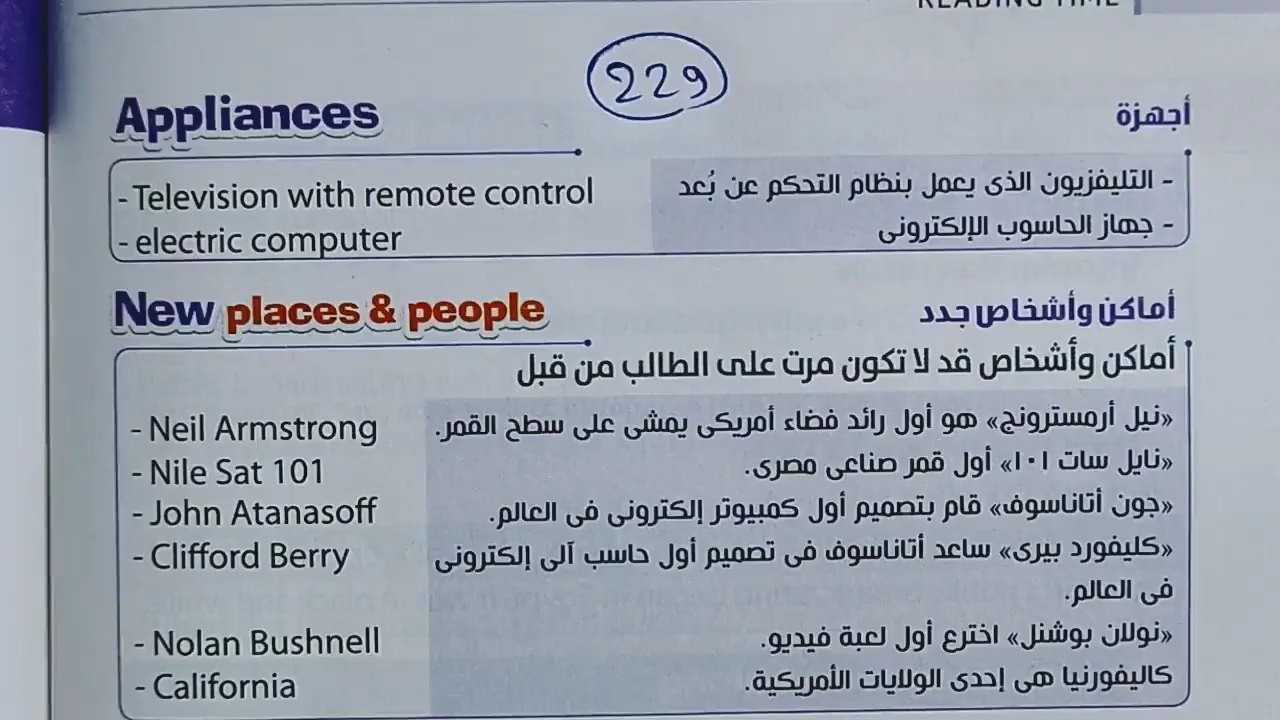 READING TIME
229
Appliances
أجهزة
- Television with remote control
- التليفزيون الذى يعمل بنظام التحكم عن بُعد
- electric computer
- جهاز الحاسوب الإلكترونى
New places & people
أماكن وأشخاص جدد
أماكن وأشخاص قد لا تكون مرت على الطالب من قبل
- Neil Armstrong
«نيل أرمسترونج» هو أول رائد فضاء أمريكى يمشى على سطح القمر.
- Nile Sat 101
«نايل سات ١٠١» أول قمر صناعى مصرى.
- John Atanasoff
«جون أتاناسوف» قام بتصميم أول كمبيوتر إلكترونى فى العالم.
- Clifford Berry
«كليفورد بيرى» ساعد أتاناسوف فى تصميم أول حاسب آلى إلكترونى
فى العالم.
- Nolan Bushnell
«نولان بوشنل» اخترع أول لعبة فيديو.
- California
كاليفورنيا هى إحدى الولايات الأمريكية.